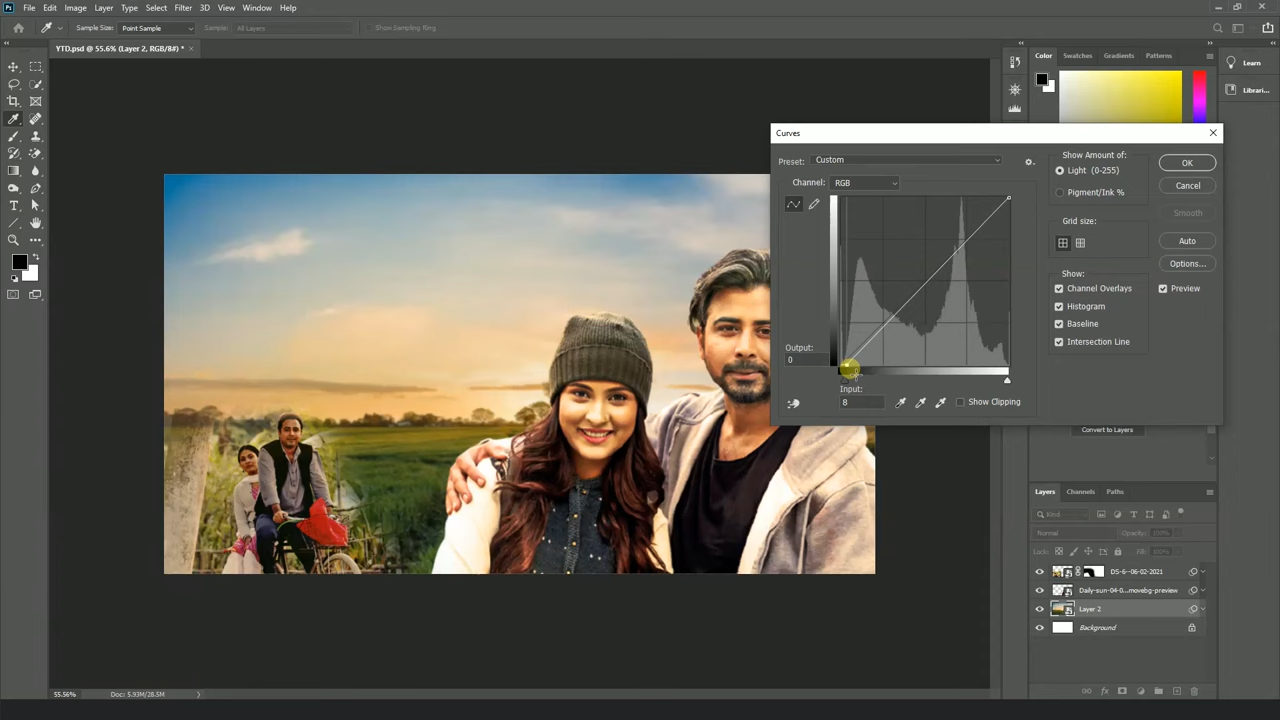 Ps File Edit Image Layer Type Select Filter 3D View Window Help
Sample Size: Point Sample Sample: All Layers Show Sampling Ring
YTD.psd @ 55.6% (Layer 2, RGB/8#) *
Color Swatches Gradients Patterns
Learn
Librari...
Curves
Preset: Custom
Channel: RGB
Output:
0
Input:
8
Show Clipping
Show Amount of:
Light (0-255)
Pigment/Ink %
Grid size:
Show:
Channel Overlays
Histogram
Baseline
Intersection Line
OK
Cancel
Smooth
Auto
Options...
Preview
Convert to Layers
Layers Channels Paths
Kind
Normal Opacity: 100%
Lock: Fill: 100%
DS-6--06-02-2021
Daily-sun-04-0...movebg-preview
Layer 2
Background
55.56% Doc: 5.93M/28.5M